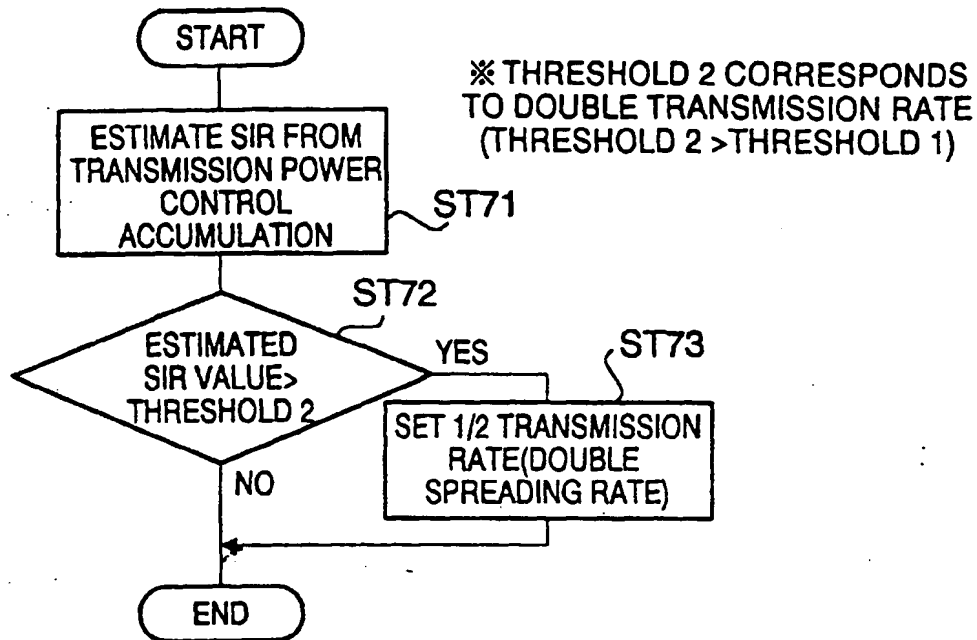 START
※ THRESHOLD 2 CORRESPONDS
TO DOUBLE TRANSMISSION RATE
(THRESHOLD 2 >THRESHOLD 1)
ESTIMATE SIR FROM
TRANSMISSION POWER
CONTROL
ACCUMULATION
ST71
ST72
ESTIMATED
SIR VALUE>
THRESHOLD 2
YES
ST73
SET 1/2 TRANSMISSION
RATE(DOUBLE
SPREADING RATE)
NO
END